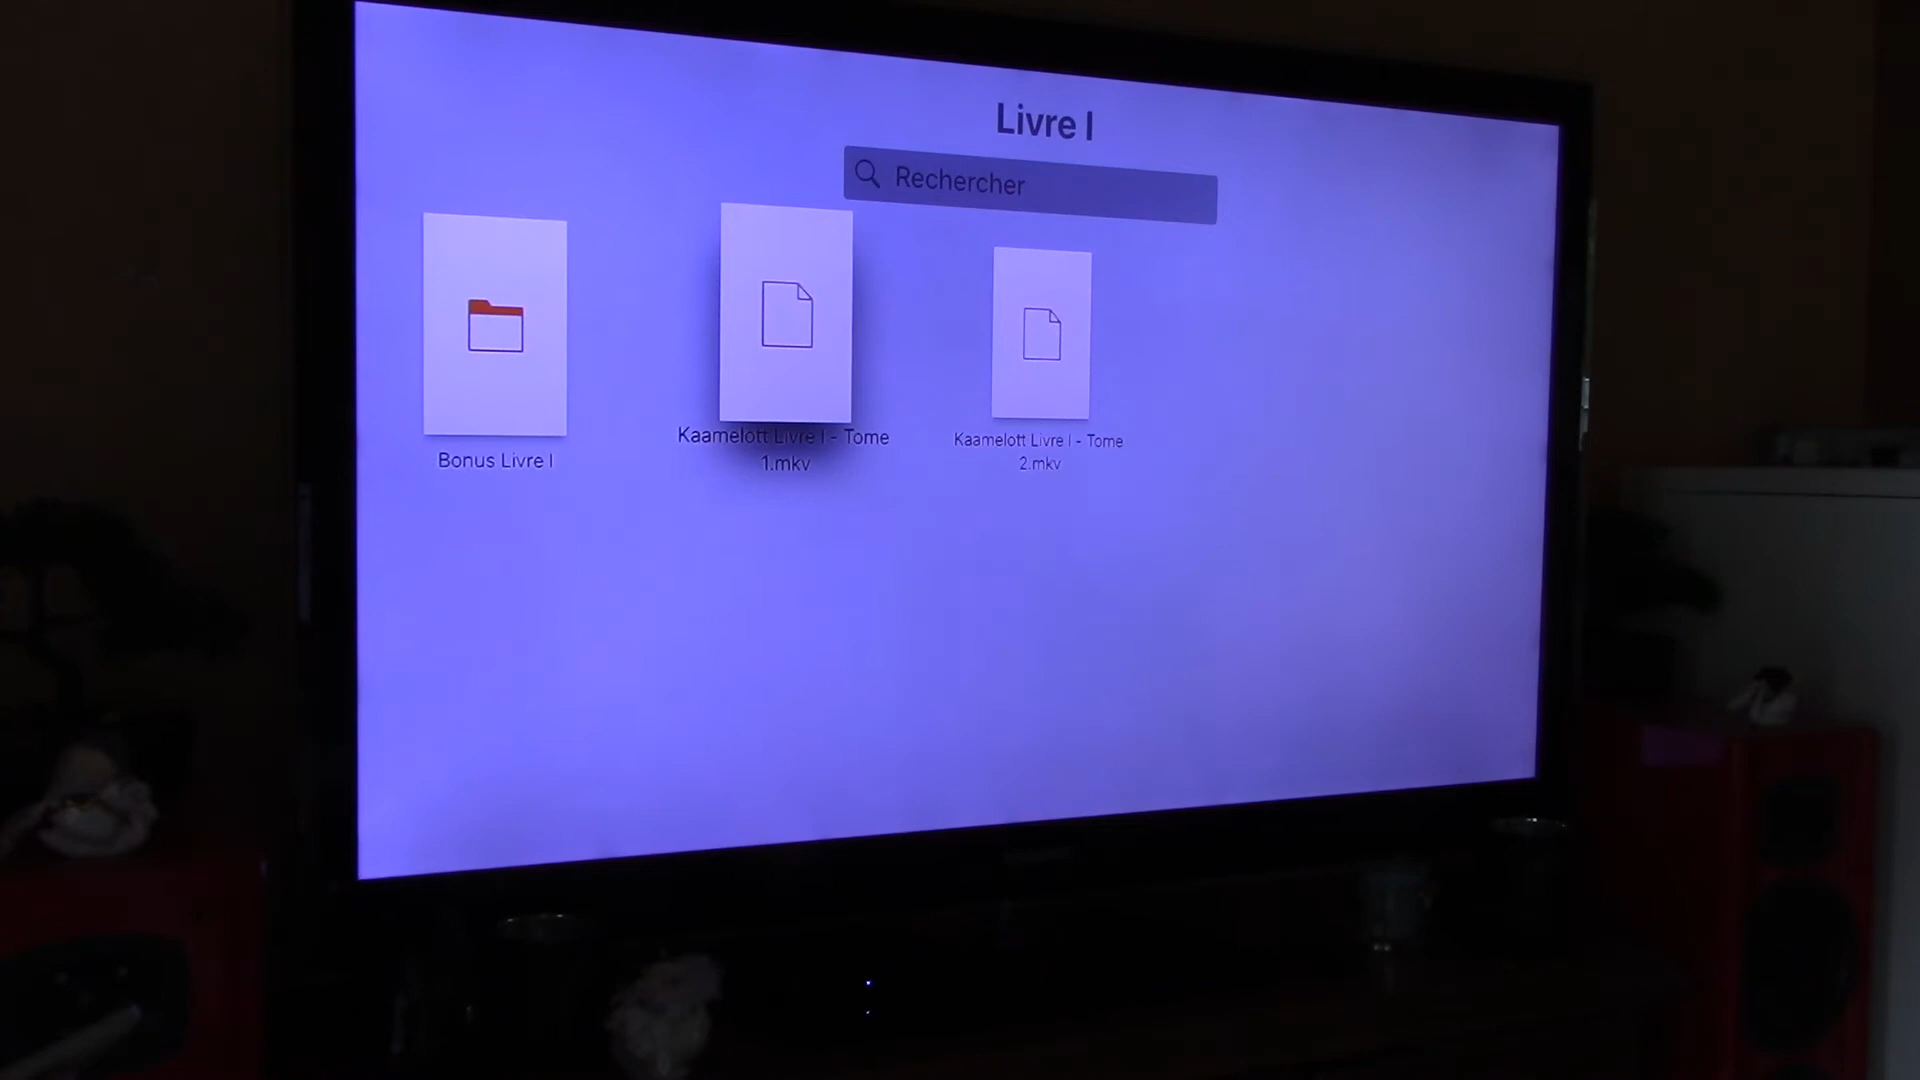 Livre I
Rechercher
Bonus Livre I
Kaamelott Livre I - Tome
1.mkv
Kaamelott Livre I - Tome
2.mkv